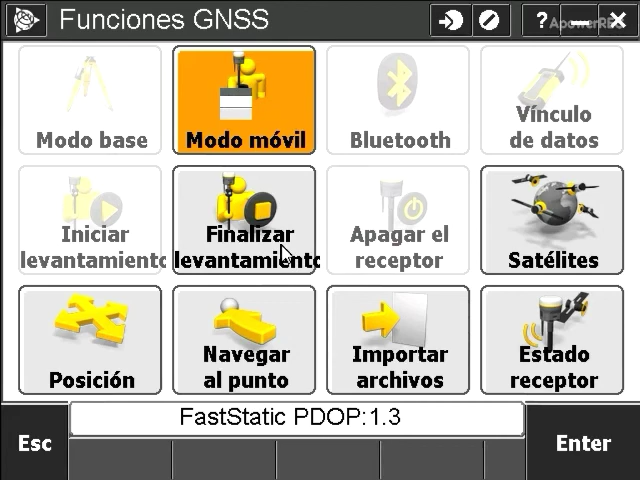 Funciones GNSS
?
ApowerREC
Modo base
Modo móvil
Bluetooth
Vínculo
de datos
Iniciar
levantamiento
Finalizar
levantamiento
Apagar el
receptor
Satélites
Posición
Navegar
al punto
Importar
archivos
Estado
receptor
FastStatic PDOP:1.3
Esc
Enter